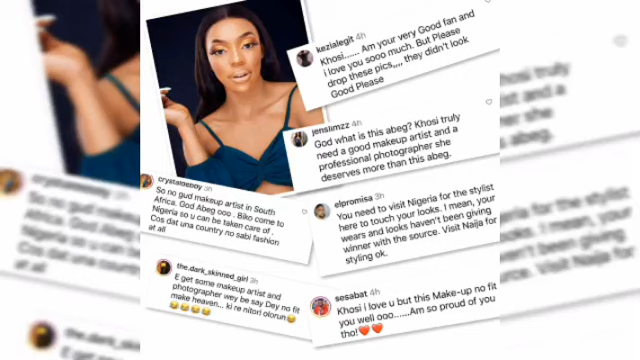 kezialegit 4h
Khosi...... Am your very Good fan and
i love you sooo much. But Please
drop these pics,,,, they didn't look
Good Please
jenslimzz 4h
God what is this abeg? Khosi truly
need a good makeup artist and a
professional photographer she
deserves more than this abeg.
3h
So no gud makeup artist in South
Africa. God Abeg ooo . Biko come to
Nigeria so u can be taken care of .
Cos dat una country no sabi fashion
at all
elpromisa 3h
You need to visit Nigeria for the stylist
here to touch your looks. I mean, your
wears and looks haven't been giving
winner with the source. Visit Naija for
styling ok.
the.dark_skinned_girl 3h
E get some makeup artist and
photographer wey be say Dey no fit
make heaven... ki re nitori olorun😂
😂😂😂😂
sesabat 4h
Khosi i love u but this Make-up no fit
you well ooo......Am so proud of you
tho!❤️❤️